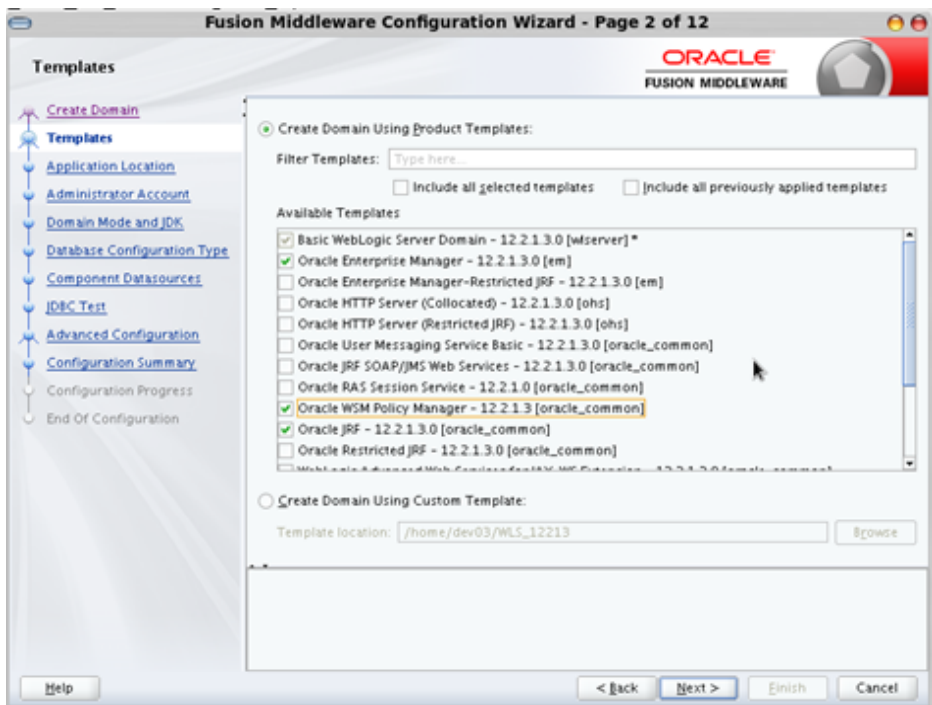 Fusion Middleware Configuration Wizard - Page 2 of 12
Templates
ORACLE
FUSION MIDDLEWARE
Create Domain
Templates
Application Location
Administrator Account
Domain Mode and JDK
Database Configuration Type
Component Datasources
JDBC Test
Advanced Configuration
Configuration Summary
Configuration Progress
End Of Configuration
Create Domain Using Product Templates:
Filter Templates: Type here...
Include all selected templates Include all previously applied templates
Available Templates
Basic WebLogic Server Domain - 12.2.1.3.0 [wlserver] *
Oracle Enterprise Manager - 12.2.1.3.0 [em]
Oracle Enterprise Manager-Restricted JRF - 12.2.1.3.0 [em]
Oracle HTTP Server (Collocated) - 12.2.1.3.0 [ohs]
Oracle HTTP Server (Restricted JRF) - 12.2.1.3.0 [ohs]
Oracle User Messaging Service Basic - 12.2.1.3.0 [oracle_common]
Oracle JRF SOAP/JMS Web Services - 12.2.1.3.0 [oracle_common]
Oracle RAS Session Service - 12.2.1.0 [oracle_common]
Oracle WSM Policy Manager - 12.2.1.3 [oracle_common]
Oracle JRF - 12.2.1.3.0 [oracle_common]
Oracle Restricted JRF - 12.2.1.3.0 [oracle_common]
Create Domain Using Custom Template:
Template location: /home/dev03/WLS_12213 Browse
Help < Back Next > Finish Cancel